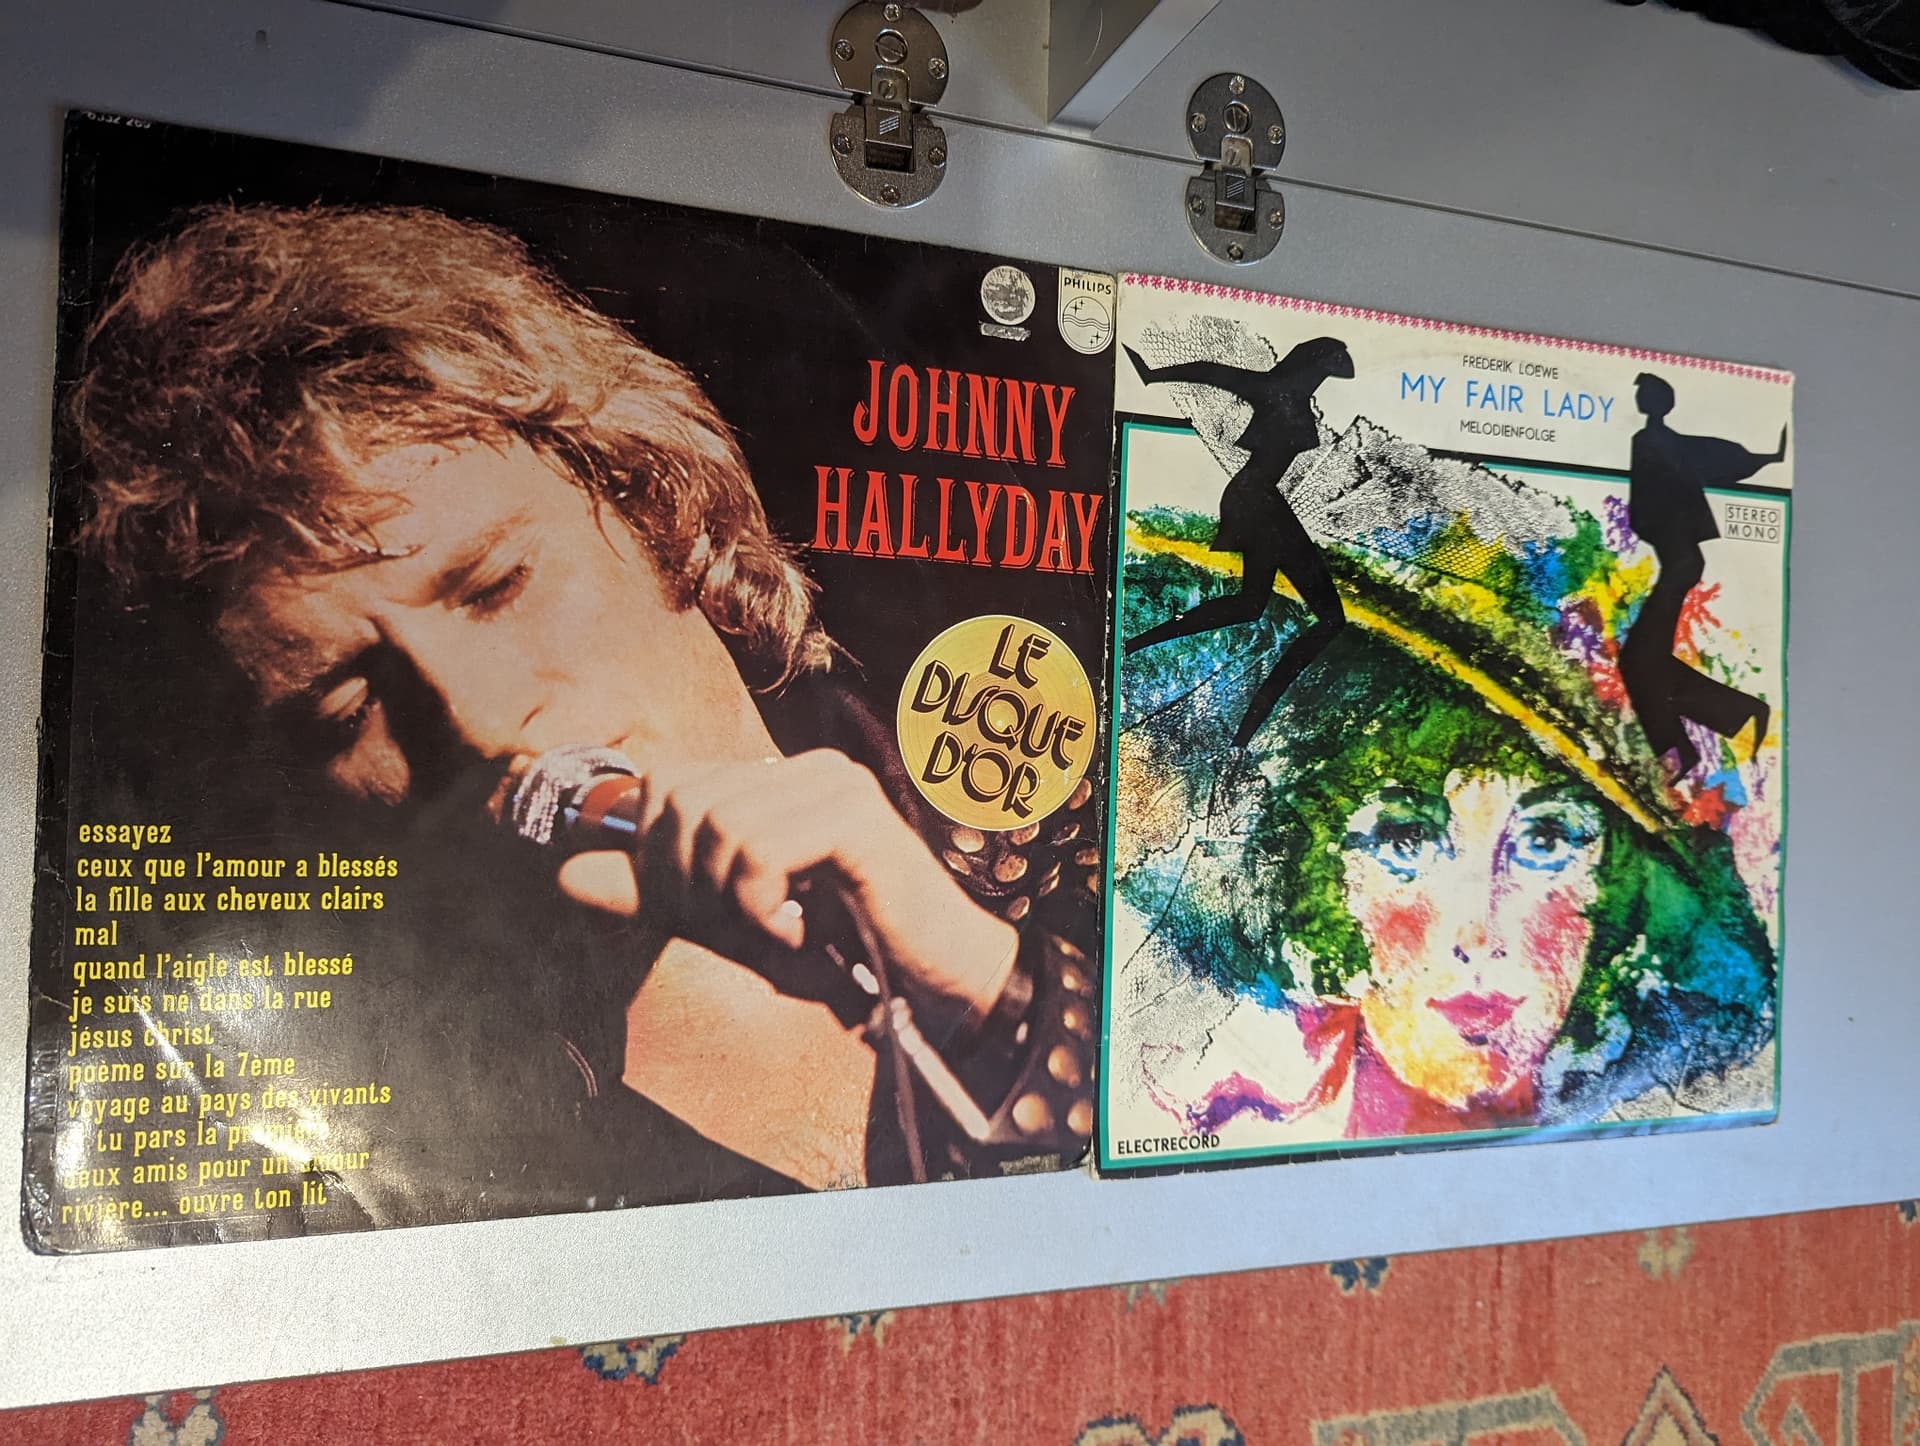 JOHNNY
HALLYDAY
PHILIPS
LE
DISQUE
D'OR
essayez
ceux que l'amour a blessés
la fille aux cheveux clairs
mal
quand l'aigle est blessé
je suis né dans la rue
jésus christ
poème sur la 7ème
voyage au pays des vivants
tu pars la première
deux amis pour un amour
rivière... ouvre ton lit
FREDERIK LOEWE
MY FAIR LADY
MELODIENFOLGE
STEREO
MONO
ELECTRECORD